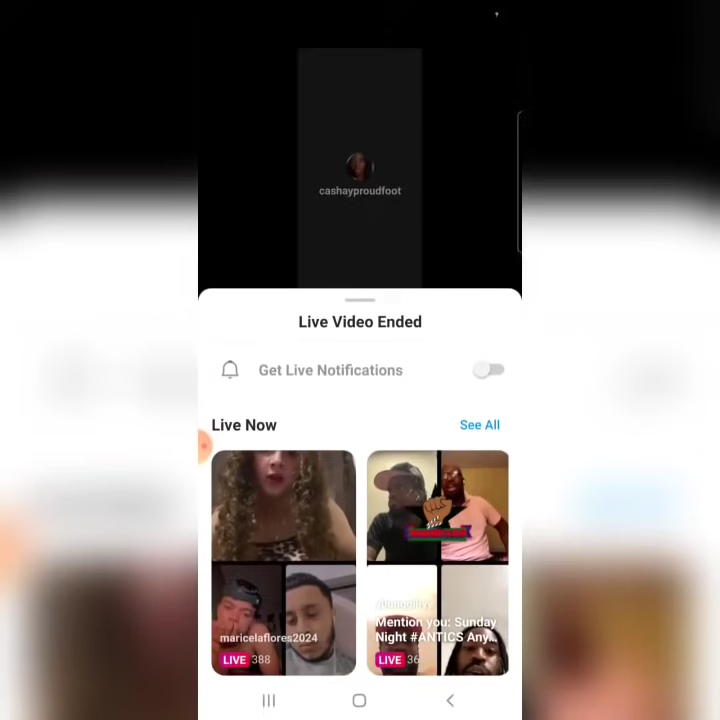 cashayproudfoot
Live Video Ended
Get Live Notifications
Live Now
See All
maricelaflores2024
LIVE 388
Mention you: Sunday
Night #ANTICS Any...
LIVE 36